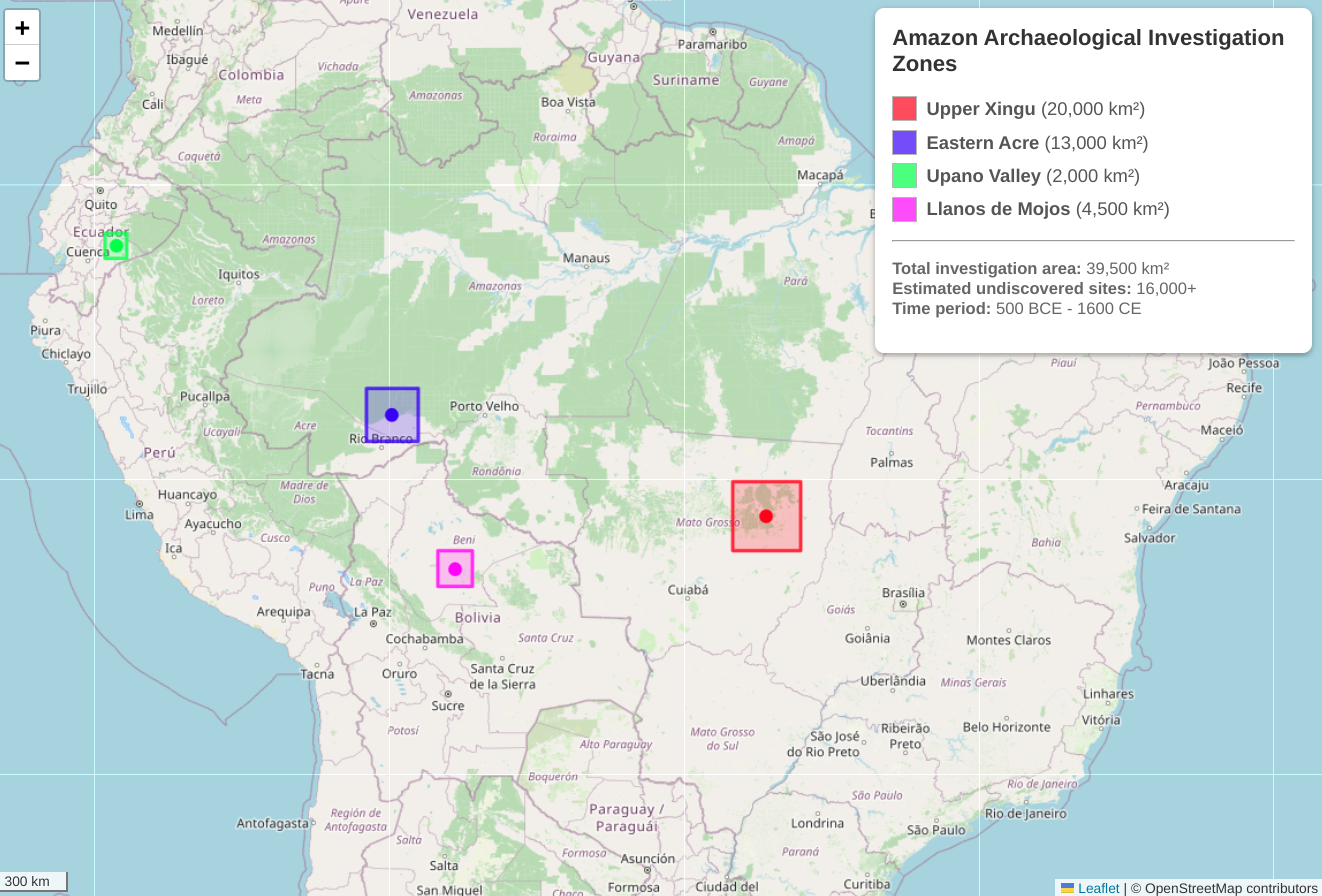 +
−
Amazon Archaeological Investigation
Zones
Upper Xingu (20,000 km²)
Eastern Acre (13,000 km²)
Upano Valley (2,000 km²)
Llanos de Mojos (4,500 km²)
Total investigation area: 39,500 km²
Estimated undiscovered sites: 16,000+
Time period: 500 BCE - 1600 CE
Venezuela
Medellín
Ibagué
Colombia
Vichada
Meta
Cali
Guyana
Paramaribo
Suriname
Guyane
Amazonas
Boa Vista
Roraima
Amapá
Caquetá
Macapá
Quito
Ecuador
Cuenca
Amazonas
Iquitos
Manaus
Amazonas
Pará
Loreto
Piura
Chiclayo
Trujillo
Pucallpa
Ucayali
Acre
Rio Branco
Porto Velho
Perú
Rondônia
Madre de
Dios
Huancayo
Lima
Ayacucho
Cusco
Ica
Puno
Arequipa
Beni
La Paz
La Paz
Bolivia
Cochabamba
Santa Cruz
Tacna
Oruro
Santa Cruz
de la Sierra
Sucre
Potosí
Mato Grosso
Cuiabá
Tocantins
Palmas
Piauí
João Pessoa
Recife
Pernambuco
Maceió
Aracaju
Feira de Santana
Salvador
Bahia
Brasília
Goiás
Goiânia
Montes Claros
Uberlândia
Minas Gerais
Linhares
Vitória
Belo Horizonte
Mato Grosso
do Sul
São José
do Rio Preto
Ribeirão
Preto
Alto Paraguay
Boquerón
São Paulo
Rio de Janeiro
Rio de Janeiro
São Paulo
Londrina
Paraná
Curitiba
Paraguay /
Paraguái
Asunción
Formosa
Formosa
Chaco
Ciudad del
Antofagasta
Región de
Antofagasta
Salta
Salta
San Miguel
300 km
Leaflet | © OpenStreetMap contributors